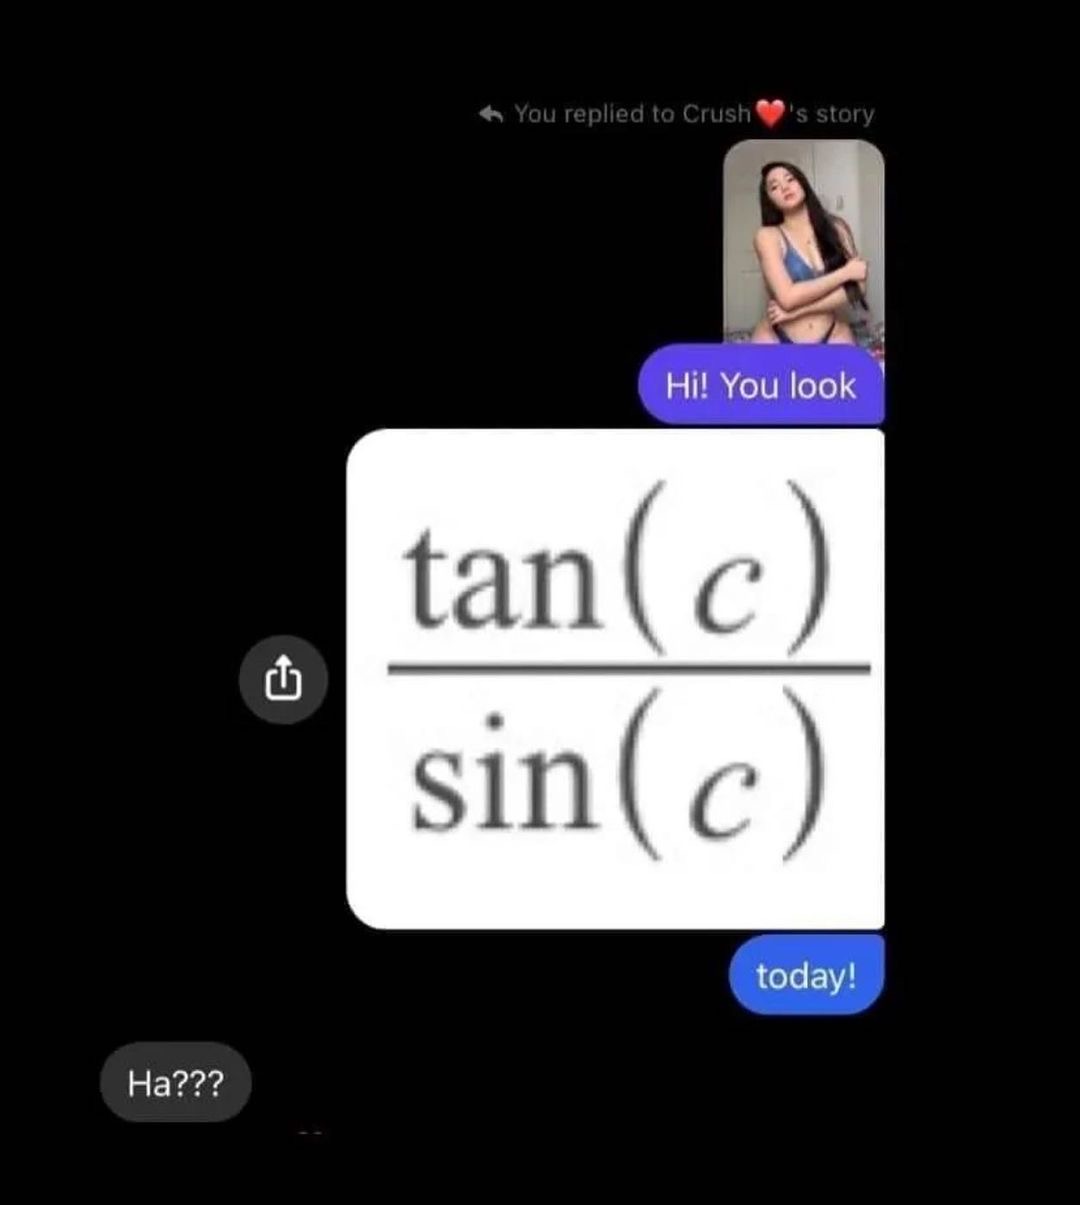 You replied to Crush❤️'s story
Hi! You look
tan(c)
sin(c)
today!
Ha???